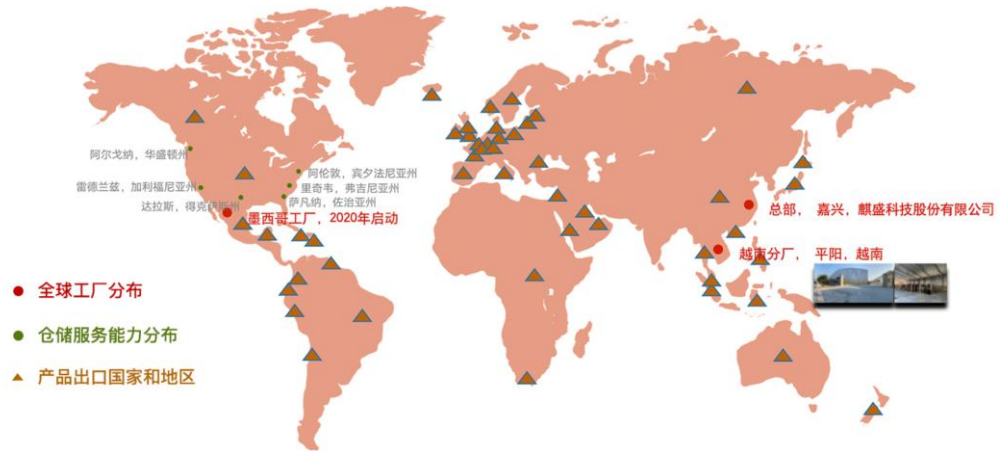 阿尔戈纳，华盛顿州
雷德兰兹，加利福尼亚州
达拉斯，得克萨斯州
阿伦敦，宾夕法尼亚州
里奇韦，弗吉尼亚州
萨凡纳，佐治亚州
墨西哥工厂，2020年启动
总部， 嘉兴，麒盛科技股份有限公司
越南分厂， 平阳，越南
全球工厂分布
仓储服务能力分布
产品出口国家和地区